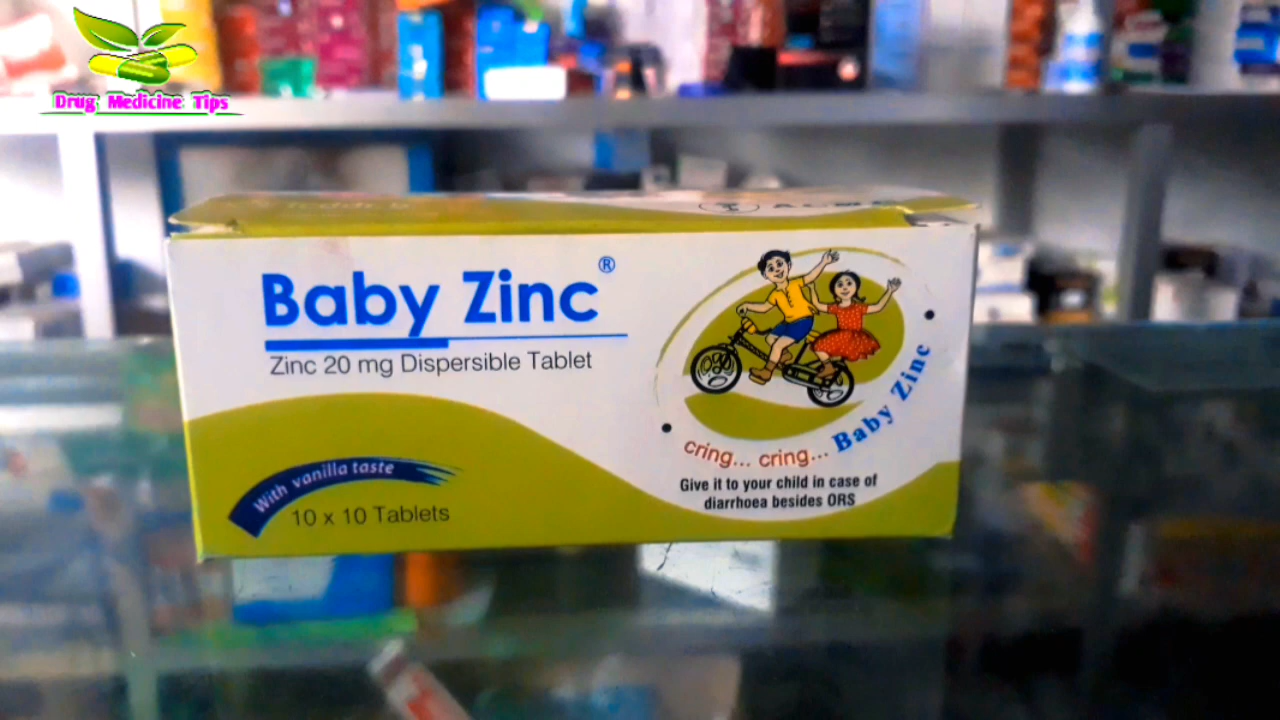 Drug Medicine Tips
Baby Zinc®
Zinc 20 mg Dispersible Tablet
With vanilla taste
10 x 10 Tablets
cring... cring... Baby Zinc
Give it to your child in case of
diarrhoea besides ORS